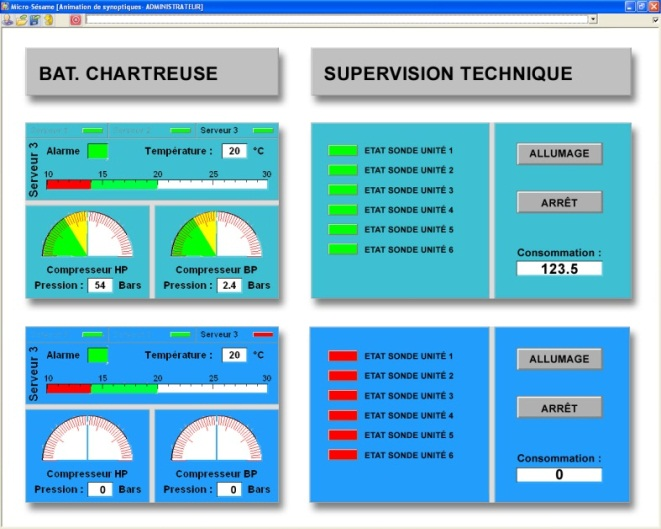 Micro-Sésame [Animation de synoptiques - ADMINISTRATEUR]
BAT. CHARTREUSE
SUPERVISION TECHNIQUE
Serveur 3
Serveur 3
Alarme
Température : 20 °C
10 15 20 25 30
Compresseur HP
Pression : 54 Bars
Compresseur BP
Pression : 2.4 Bars
ETAT SONDE UNITÉ 1
ETAT SONDE UNITÉ 2
ETAT SONDE UNITÉ 3
ETAT SONDE UNITÉ 4
ETAT SONDE UNITÉ 5
ETAT SONDE UNITÉ 6
ALLUMAGE
ARRÊT
Consommation :
123.5
Serveur 3
Serveur 3
Alarme
Température : 20 °C
10 15 20 25 30
Compresseur HP
Pression : 0 Bars
Compresseur BP
Pression : 0 Bars
ETAT SONDE UNITÉ 1
ETAT SONDE UNITÉ 2
ETAT SONDE UNITÉ 3
ETAT SONDE UNITÉ 4
ETAT SONDE UNITÉ 5
ETAT SONDE UNITÉ 6
ALLUMAGE
ARRÊT
Consommation :
0